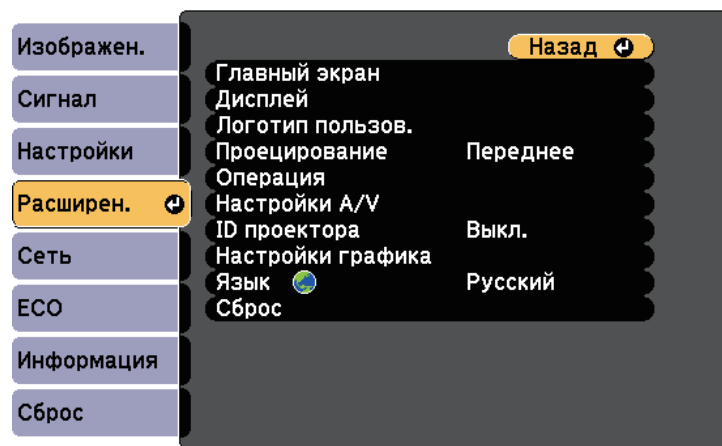 Изображен.
Сигнал
Настройки
Расширен.
Сеть
ECO
Информация
Сброс
Назад
Главный экран
Дисплей
Логотип пользов.
Проецирование Переднее
Операция
Настройки A/V
ID проектора Выкл.
Настройки графика
Язык Русский
Сброс